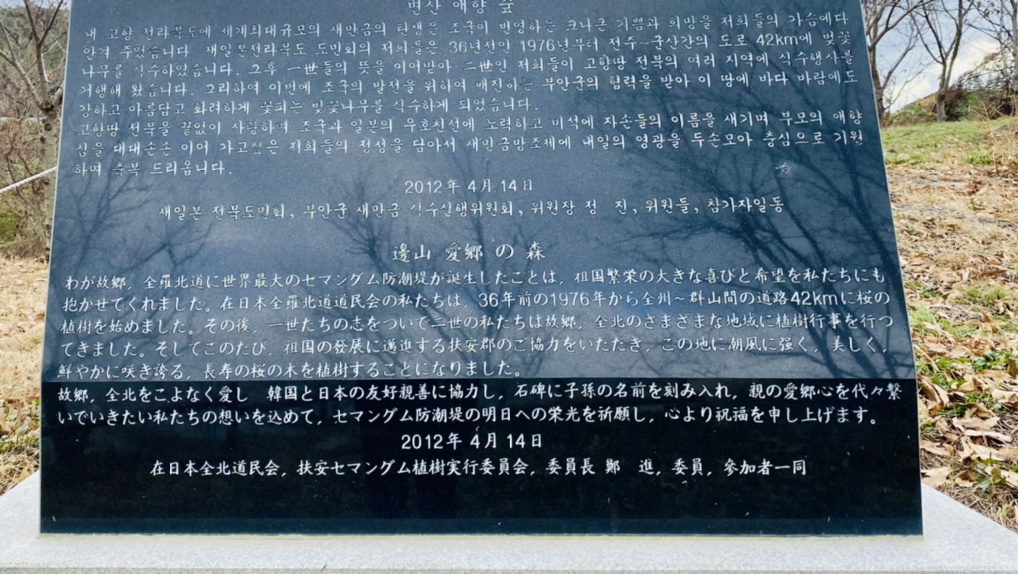 변산 애향 숲
내 고향 전라북도에 세계최대규모의 새만금의 탄생은 조국이 번영하는 크나큰 기쁨과 희망을 저희들의 가슴에다
안겨 주었습니다. 새일본전라북도 도민회의 저희들은 36년전인 1976년부터 전주~군산간의 도로 42km에 벚꽃
나무를 식수하였습니다. 그후 一世들의 뜻을 이어받아 二世인 저희들이 고향땅 전북의 여러 지역에 식수행사를
거행해 왔습니다. 그리하여 이번에 조국의 발전을 위하여 매진하는 부안군의 협력을 받아 이 땅에 바다 바람에도
강하고 아름답고 화려하게 꽃피는 벚꽃나무를 식수하게 되었습니다.
고향땅 전북을 끝없이 사랑하며 조국과 일본의 우호친선에 노력하고 비석에 자손들의 이름을 새기며 부모의 애향
심을 대대손손 이어 가고싶은 저희들의 정성을 담아서 새만금방조제에 내일의 영광을 두손모아 충심으로 기원
하며 축복 드리옵니다.
2012年 4月 14日
새일본 전북도민회, 부안군 새만금 식수실행위원회, 위원장 정 진, 위원들, 참가자일동
邊山 愛郷 の 森
わが故郷, 全羅北道に世界最大のセマングム防潮堤が誕生したことは, 祖国繁栄の大きな喜びと希望を私たちにも
抱かせてくれました。在日本全羅北道道民会の私たちは, 36年前の1976年から全州~群山間の道路42kmに桜の
植樹を始めました。その後, 一世たちの志をついで二世の私たちは故郷, 全北のさまざまな地域に植樹行事を行っ
てきました。そしてこのたび, 祖国の発展に邁進する扶安郡のご協力をいただき, この地に潮風に強く, 美しく,
鮮やかに咲き誇る, 長寿の桜の木を植樹することになりました。
故郷, 全北をこよなく愛し 韓国と日本の友好親善に協力し, 石碑に子孫の名前を刻み入れ, 親の愛郷心を代々繋
いでいきたい私たちの想いを込めて, セマングム防潮堤の明日への栄光を祈願し, 心より祝福を申し上げます。
2012年 4月 14日
在日本全北道民会, 扶安セマングム植樹実行委員会, 委員長 鄭 進, 委員, 参加者一同